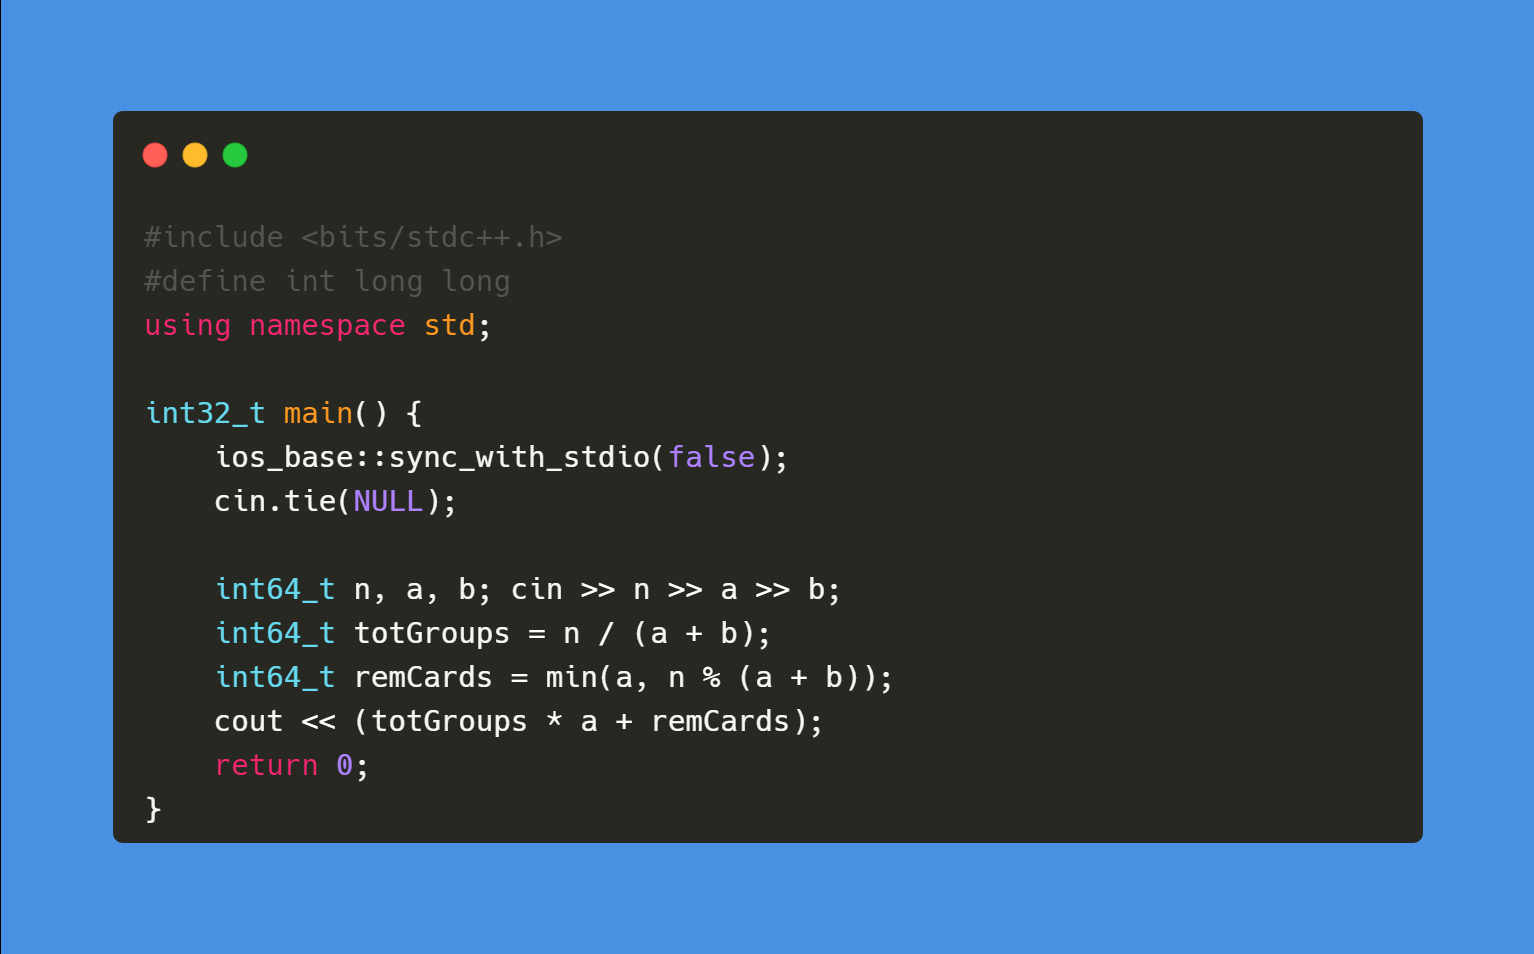 #include <bits/stdc++.h>
#define int long long
using namespace std;
int32_t main() {
    ios_base::sync_with_stdio(false);
    cin.tie(NULL);
    int64_t n, a, b; cin >> n >> a >> b;
    int64_t totGroups = n / (a + b);
    int64_t remCards = min(a, n % (a + b));
    cout << (totGroups * a + remCards);
    return 0;
}